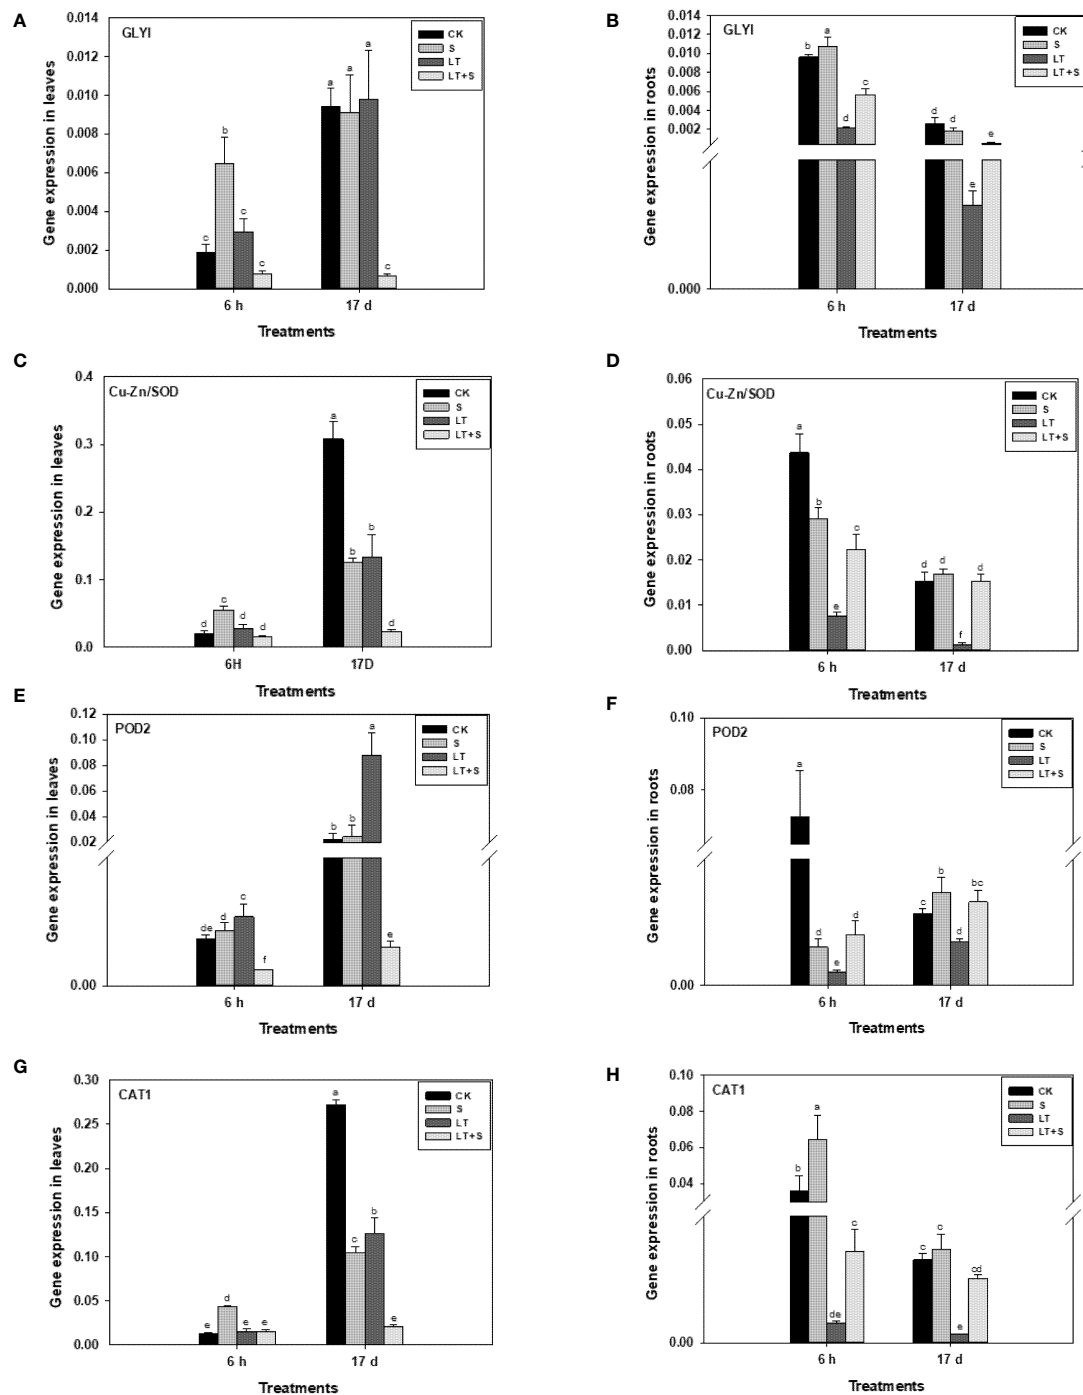 A
GLYI
CK
S
LT
LT+S
Gene expression in leaves
0.014
0.012
0.010
0.008
0.006
0.004
0.002
0.000
c
b
c
c
a
a
a
c
6 h
17 d
Treatments
B
GLYI
CK
S
LT
LT+S
Gene expression in roots
0.014
0.012
0.010
0.008
0.006
0.004
0.002
0.000
b
a
d
c
d
d
e
e
6 h
17 d
Treatments
C
Cu-Zn/SOD
CK
S
LT
LT+S
Gene expression in leaves
0.4
0.3
0.2
0.1
0.0
d
c
d
d
a
b
b
d
6H
17D
Treatments
D
Cu-Zn/SOD
CK
S
LT
LT+S
Gene expression in roots
0.06
0.05
0.04
0.03
0.02
0.01
0.00
a
b
e
c
d
d
f
d
6 h
17 d
Treatments
E
POD2
CK
S
LT
LT+S
Gene expression in leaves
0.12
0.10
0.08
0.06
0.04
0.02
0.00
de
d
c
f
b
b
a
e
6 h
17 d
Treatments
F
POD2
CK
S
LT
LT+S
Gene expression in roots
0.10
0.08
0.00
a
d
e
d
c
b
d
bc
6 h
17 d
Treatments
G
CAT1
CK
S
LT
LT+S
Gene expression in leaves
0.30
0.25
0.20
0.15
0.10
0.05
0.00
e
d
e
e
a
c
b
e
6 h
17 d
Treatments
H
CAT1
CK
S
LT
LT+S
Gene expression in roots
0.10
0.08
0.06
0.04
0.00
b
a
de
c
c
c
e
cd
6 h
17 d
Treatments